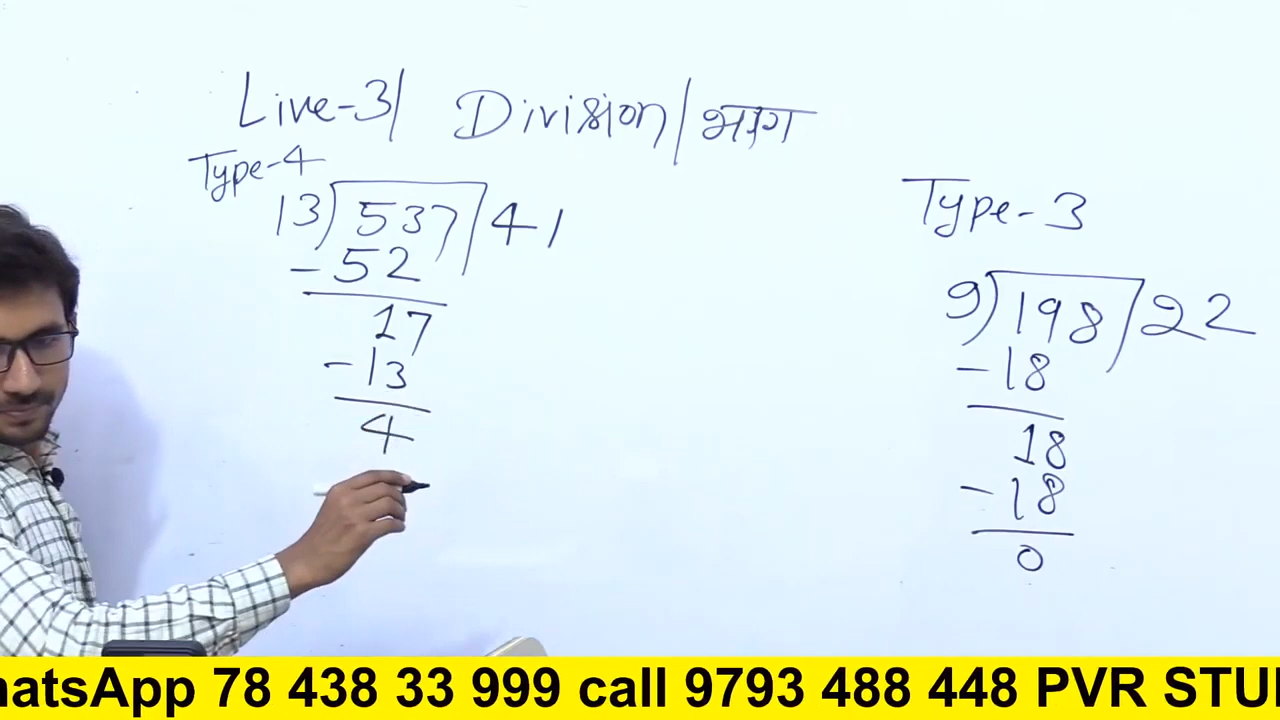 Live-3| Division/भाग
Type-4
13)537/41
-52
17
-13
4
Type-3
9)198/22
-18
18
-18
0
hatsApp 78 438 33 999 call 9793 488 448 PVR STU